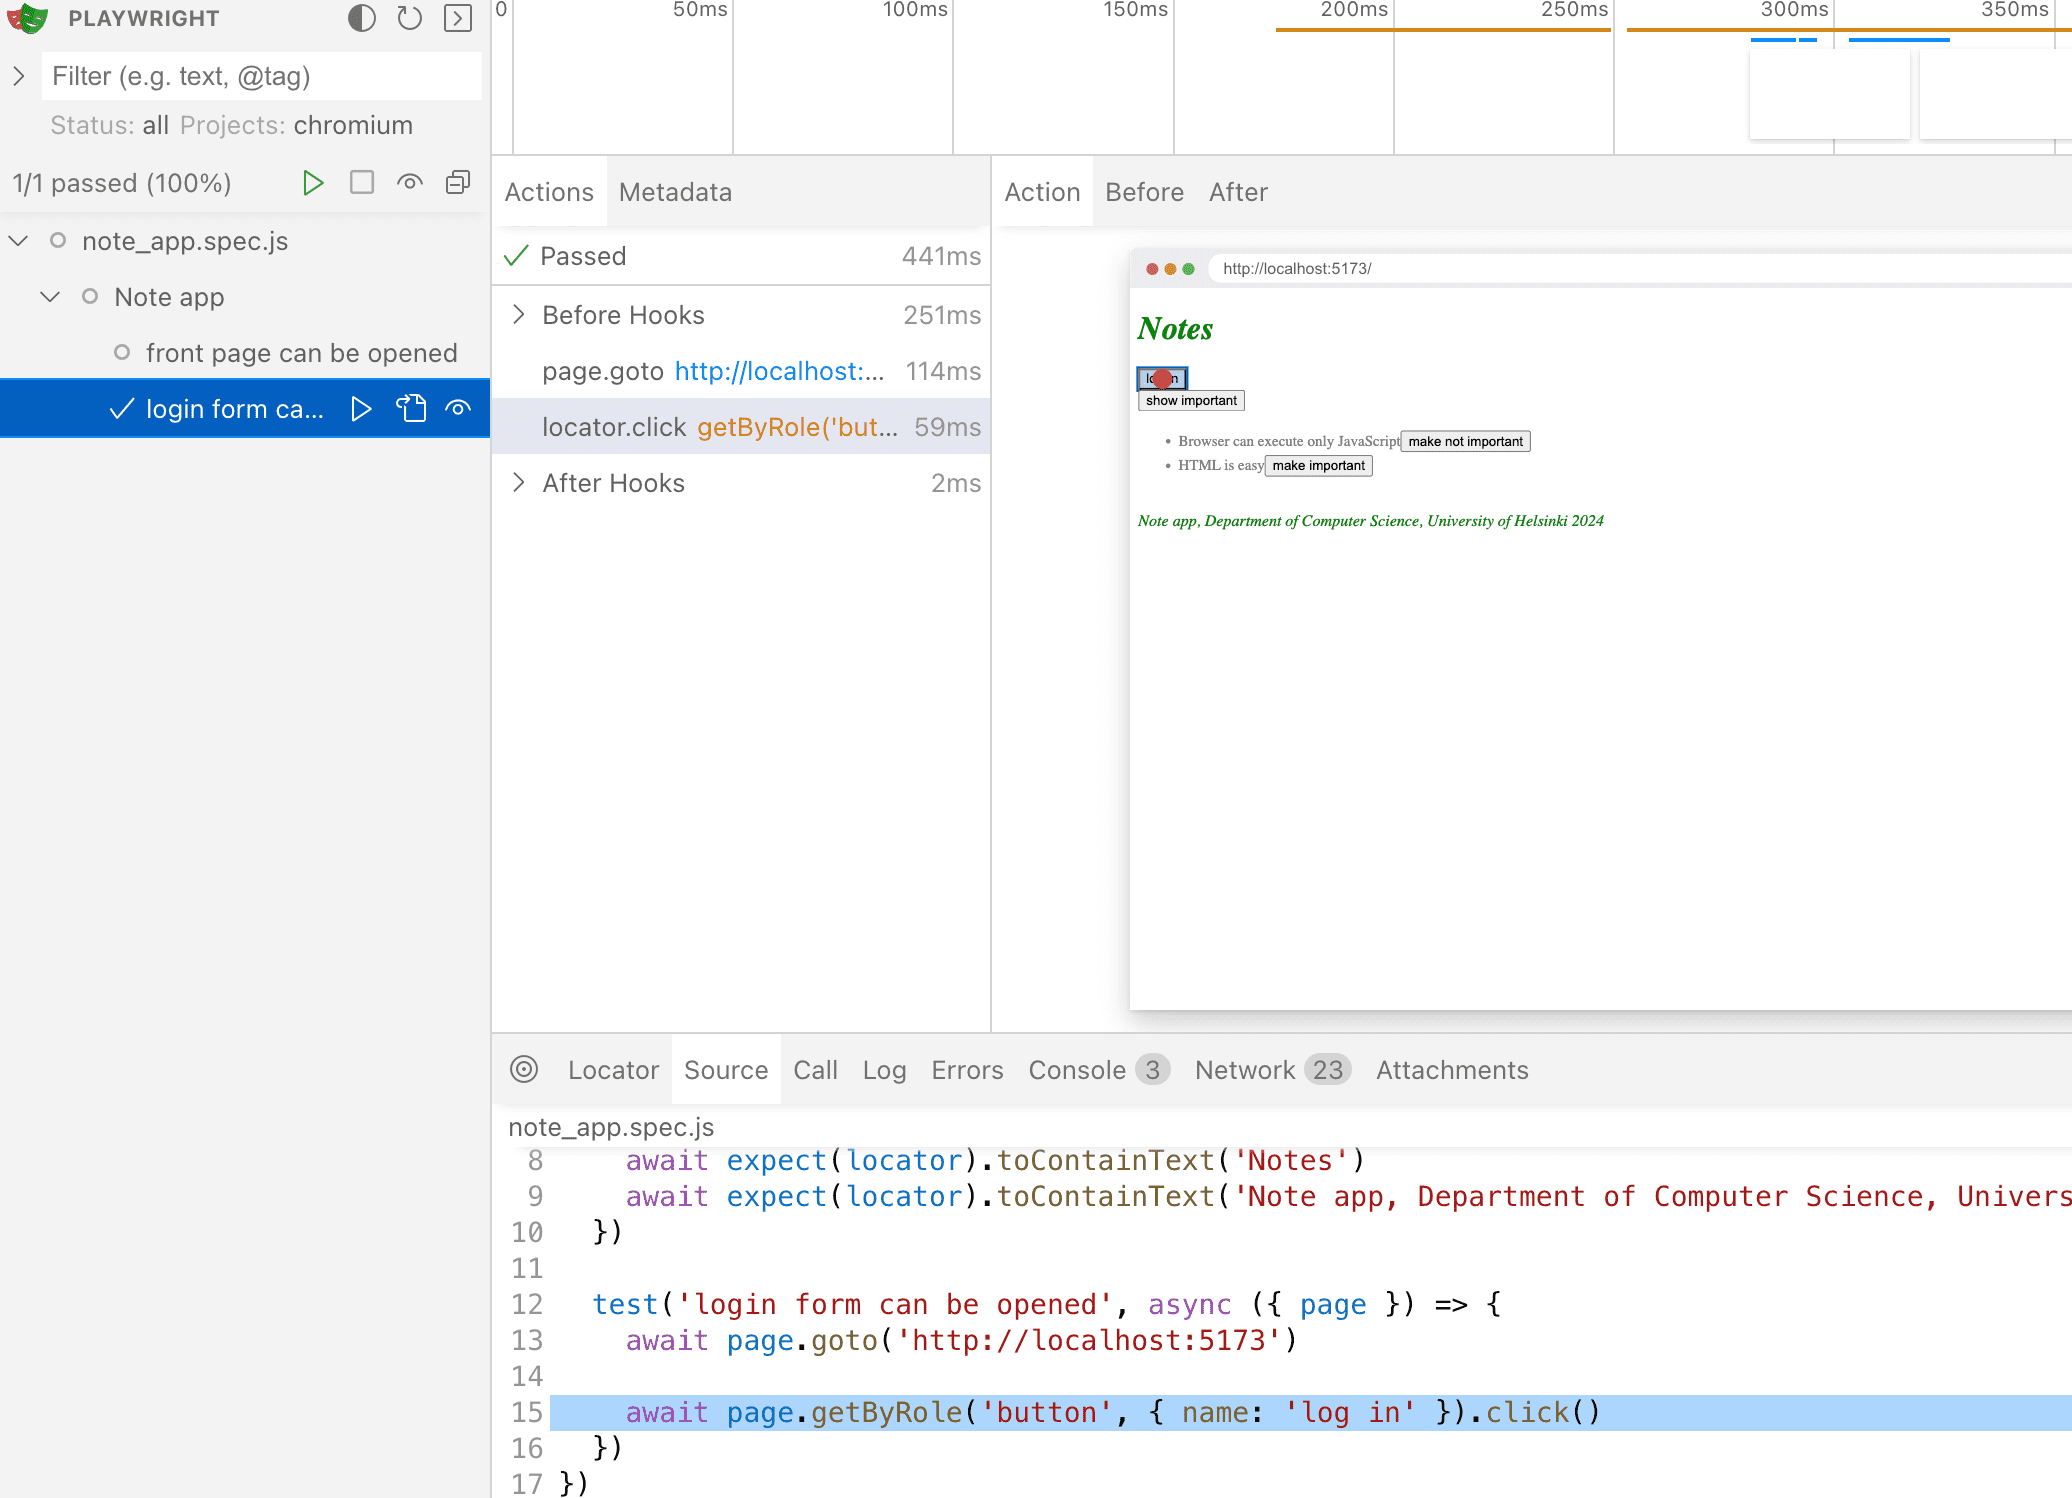 PLAYWRIGHT
Filter (e.g. text, @tag)
Status: all Projects: chromium
1/1 passed (100%)
note_app.spec.js
Note app
front page can be opened
login form ca...
0 50ms 100ms 150ms 200ms 250ms 300ms 350ms
Actions Metadata
Passed 441ms
Before Hooks 251ms
page.goto http://localhost:... 114ms
locator.click getByRole('but... 59ms
After Hooks 2ms
Action Before After
http://localhost:5173/
Notes
show important
Browser can execute only JavaScript make not important
HTML is easy make important
Note app, Department of Computer Science, University of Helsinki 2024
Locator Source Call Log Errors Console 3 Network 23 Attachments
note_app.spec.js
8 await expect(locator).toContainText('Notes')
9 await expect(locator).toContainText('Note app, Department of Computer Science, Univers
10 })
11
12 test('login form can be opened', async ({ page }) => {
13 await page.goto('http://localhost:5173')
14
15 await page.getByRole('button', { name: 'log in' }).click()
16 })
17 })